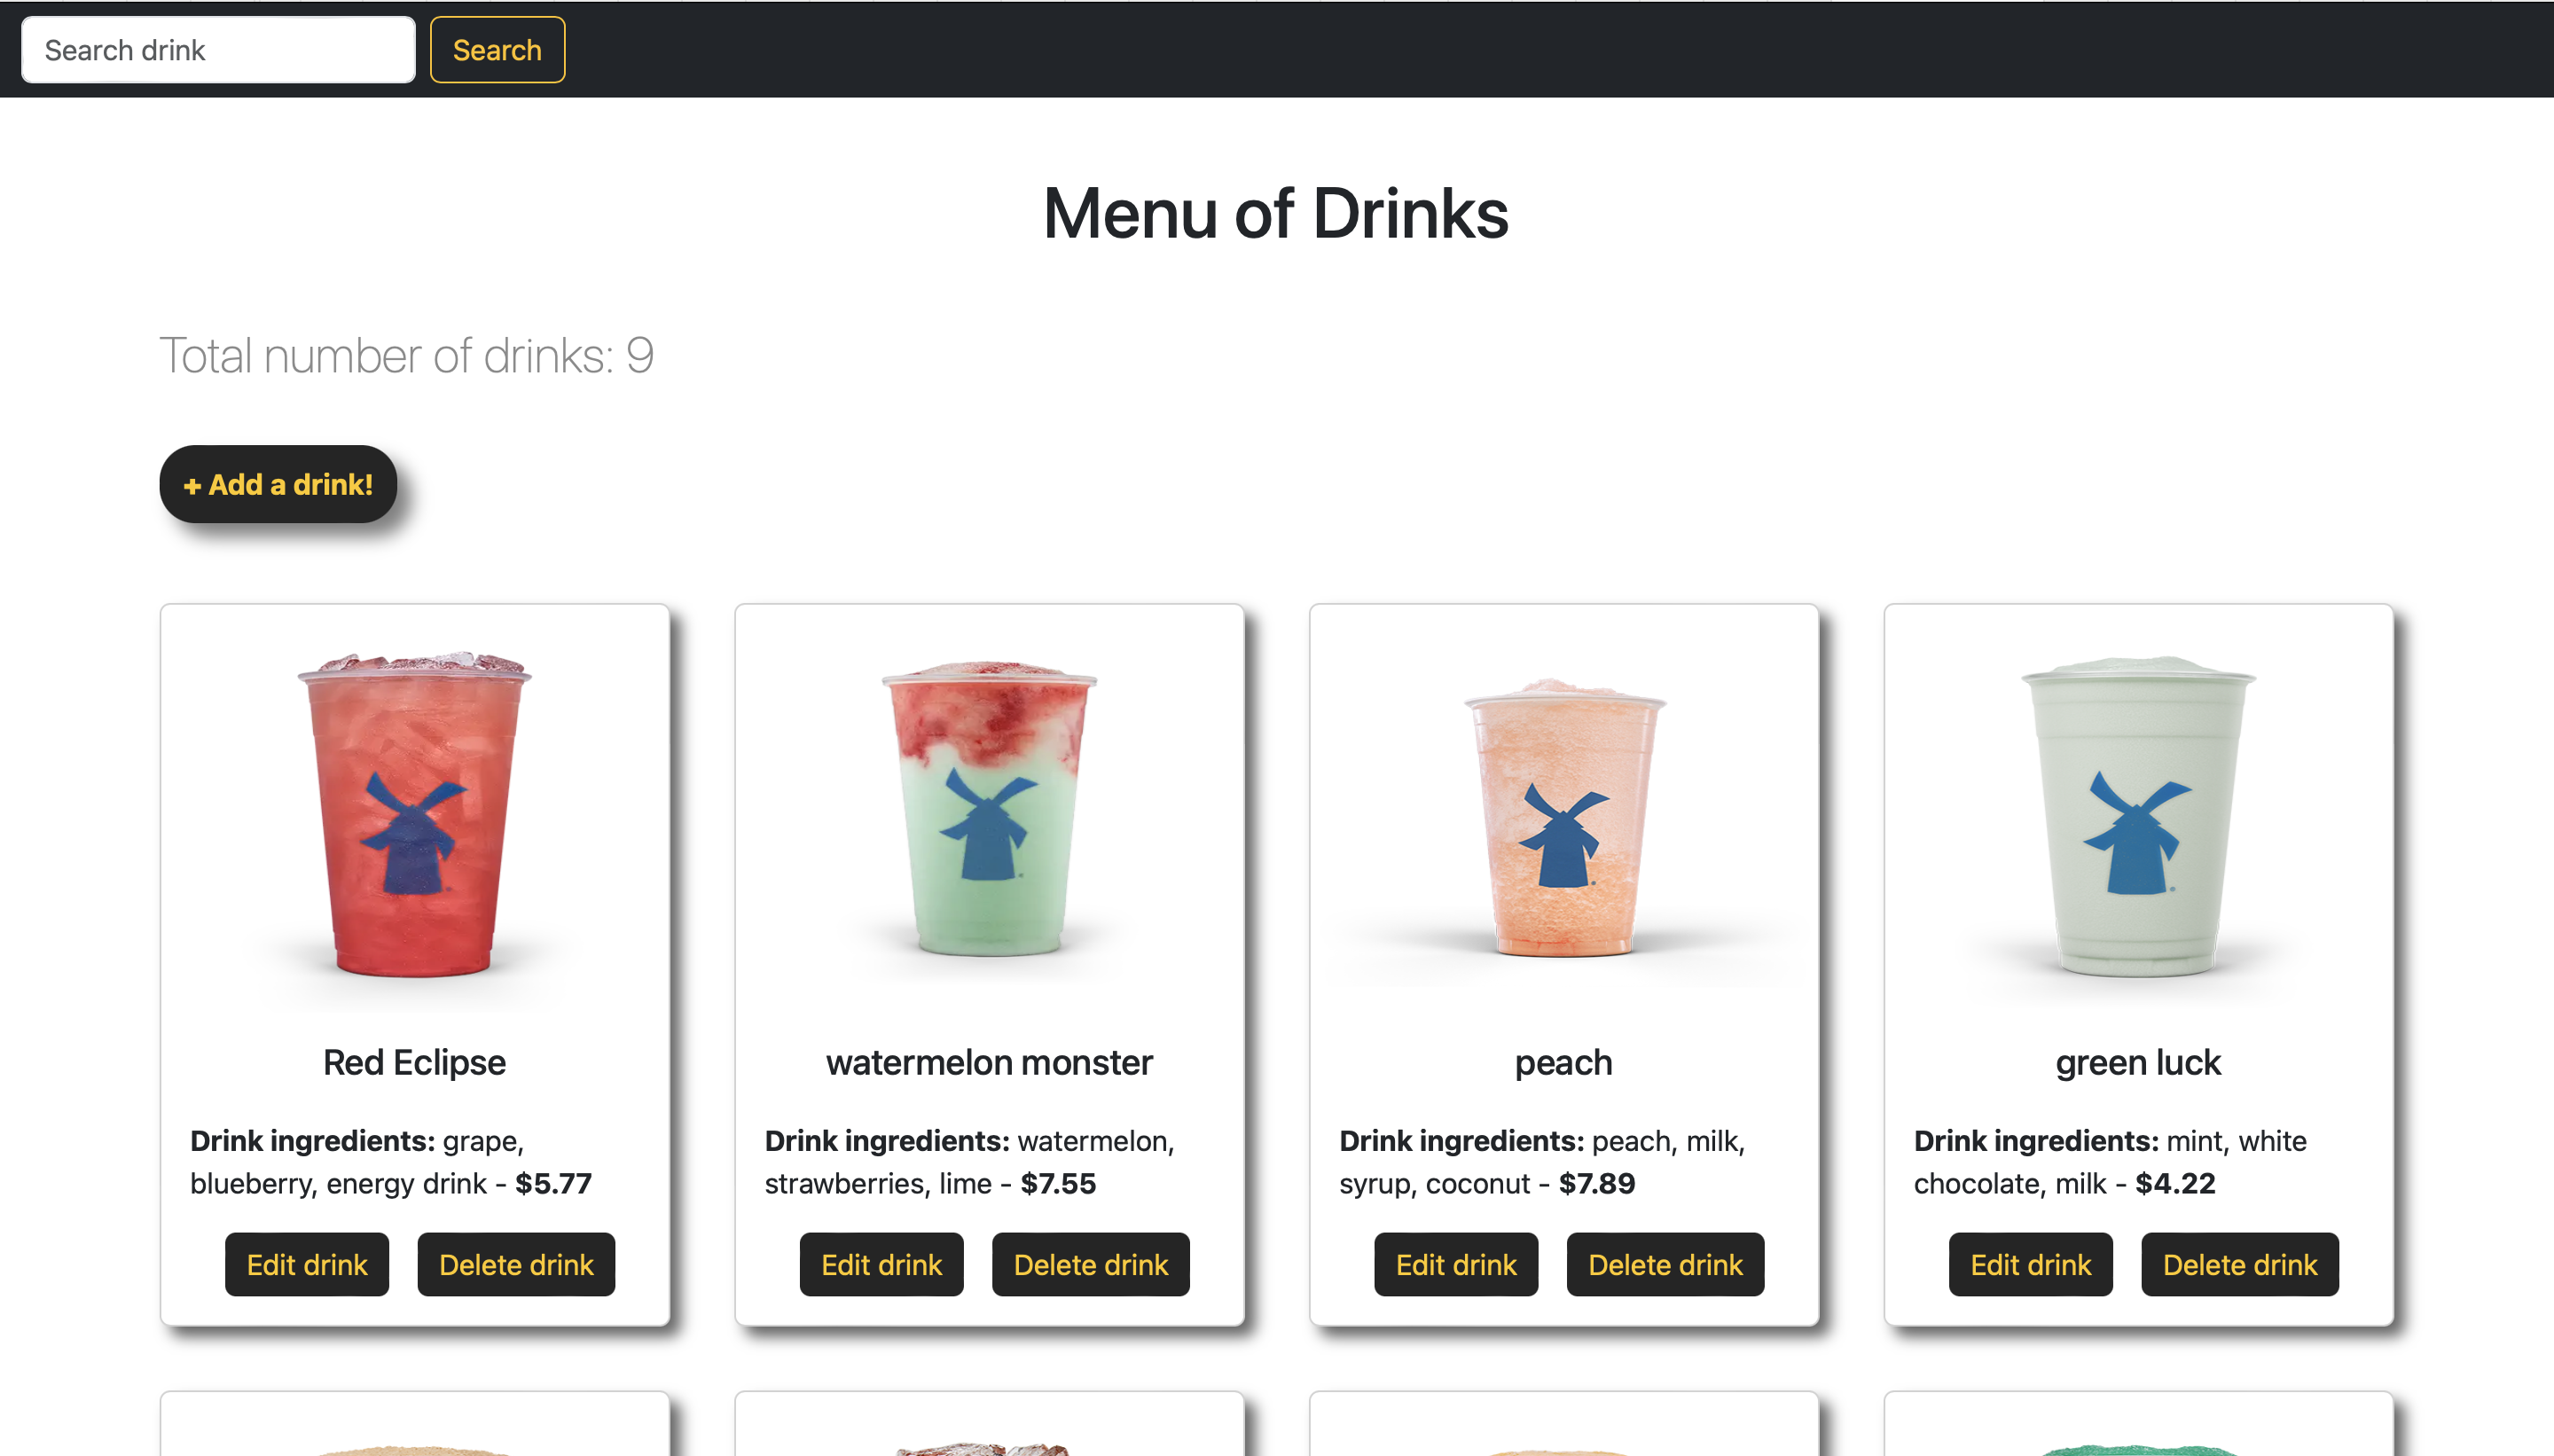 Search drink
Search
Menu of Drinks
Total number of drinks: 9
+ Add a drink!
Red Eclipse
Drink ingredients: grape,
blueberry, energy drink - $5.77
Edit drink
Delete drink
watermelon monster
Drink ingredients: watermelon,
strawberries, lime - $7.55
Edit drink
Delete drink
peach
Drink ingredients: peach, milk,
syrup, coconut - $7.89
Edit drink
Delete drink
green luck
Drink ingredients: mint, white
chocolate, milk - $4.22
Edit drink
Delete drink